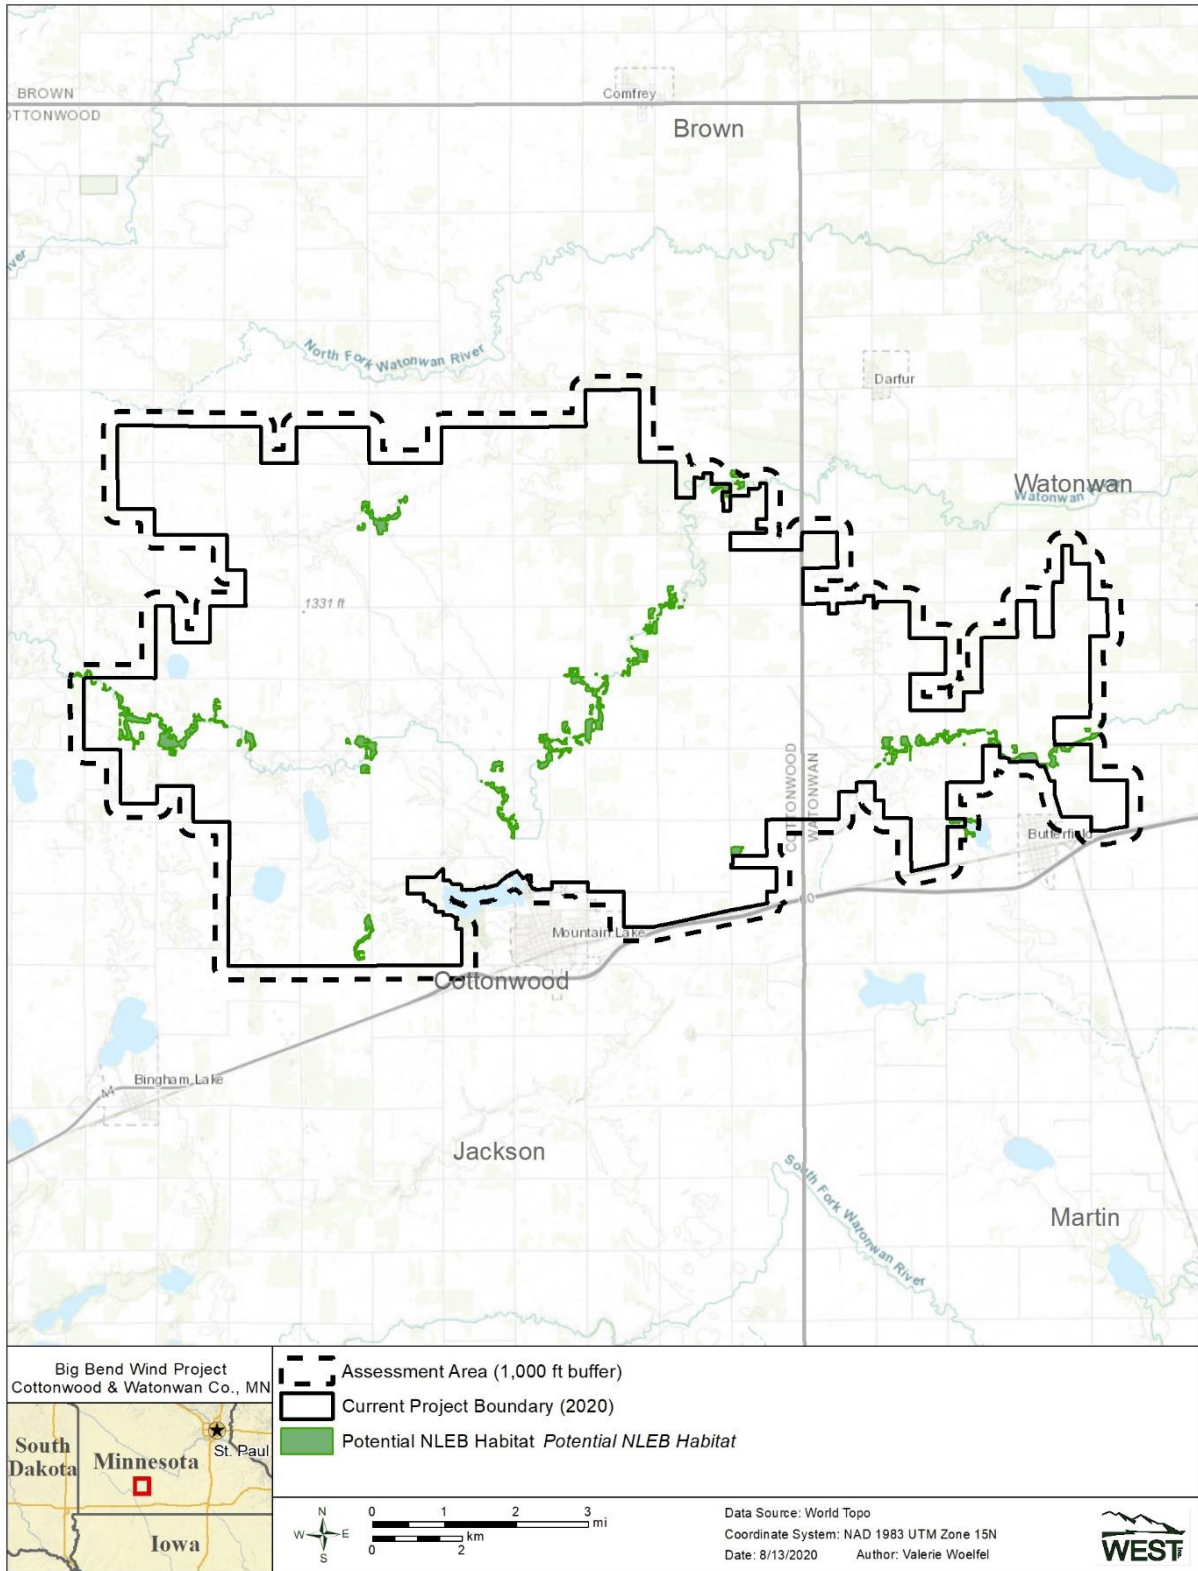 BROWN
OTTONWOOD
Comfrey
Brown
iver
North Fork Watonwan River
Darfur
Watonwan
Watonwan
1331 ft
COTTONWOOD
WATONWAN
Butterfield
Mountain Lake
Cottonwood
Bingham Lake
Jackson
South Fork Watonwan River
Martin
Big Bend Wind Project
Cottonwood & Watonwan Co., MN
South
Dakota
Minnesota
St. Paul
Iowa
Assessment Area (1,000 ft buffer)
Current Project Boundary (2020)
Potential NLEB Habitat Potential NLEB Habitat
N
W E
S
0 1 2 3
mi
km
0 2
Data Source: World Topo
Coordinate System: NAD 1983 UTM Zone 15N
Date: 8/13/2020 Author: Valerie Woelfel
WEST Inc.